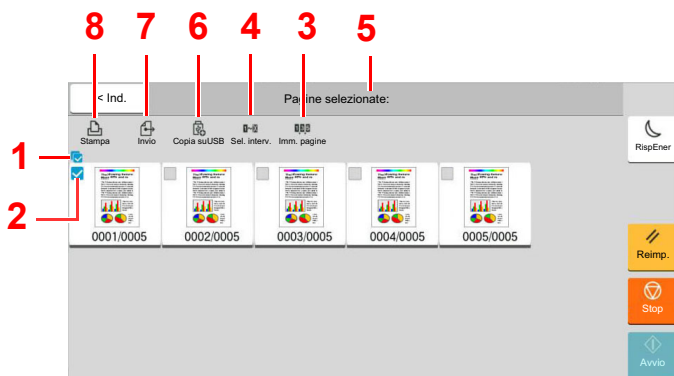 8 7 6 4 3 5
< Ind. Pagine selezionate:
Stampa Invio Copia suUSB Sel. interv. Imm. pagine
RispEner
1
2
0001/0005 0002/0005 0003/0005 0004/0005 0005/0005
Reimp.
Stop
Avvio